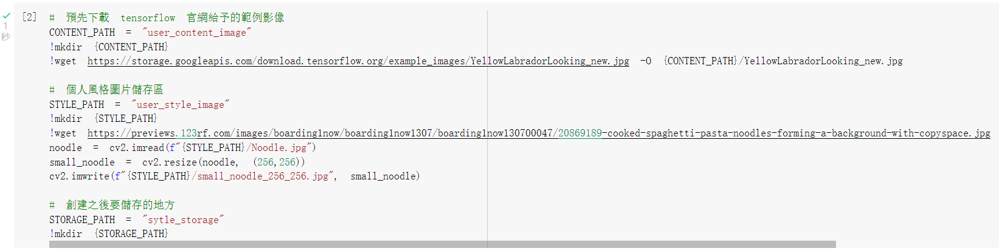 [2] # 預先下載 tensorflow 官網給予的範例影像
CONTENT_PATH = "user_content_image"
!mkdir {CONTENT_PATH}
!wget https://storage.googleapis.com/download.tensorflow.org/example_images/YellowLabradorLooking_new.jpg -O {CONTENT_PATH}/YellowLabradorLooking_new.jpg
1
秒
# 個人風格圖片儲存區
STYLE_PATH = "user_style_image"
!mkdir {STYLE_PATH}
!wget https://previews.123rf.com/images/boarding1now/boarding1now1307/boarding1now130700047/20869189-cooked-spaghetti-pasta-noodles-forming-a-background-with-copyspace.jpg
noodle = cv2.imread(f"{STYLE_PATH}/Noodle.jpg")
small_noodle = cv2.resize(noodle, (256,256))
cv2.imwrite(f"{STYLE_PATH}/small_noodle_256_256.jpg", small_noodle)
# 創建之後要儲存的地方
STORAGE_PATH = "sytle_storage"
!mkdir {STORAGE_PATH}